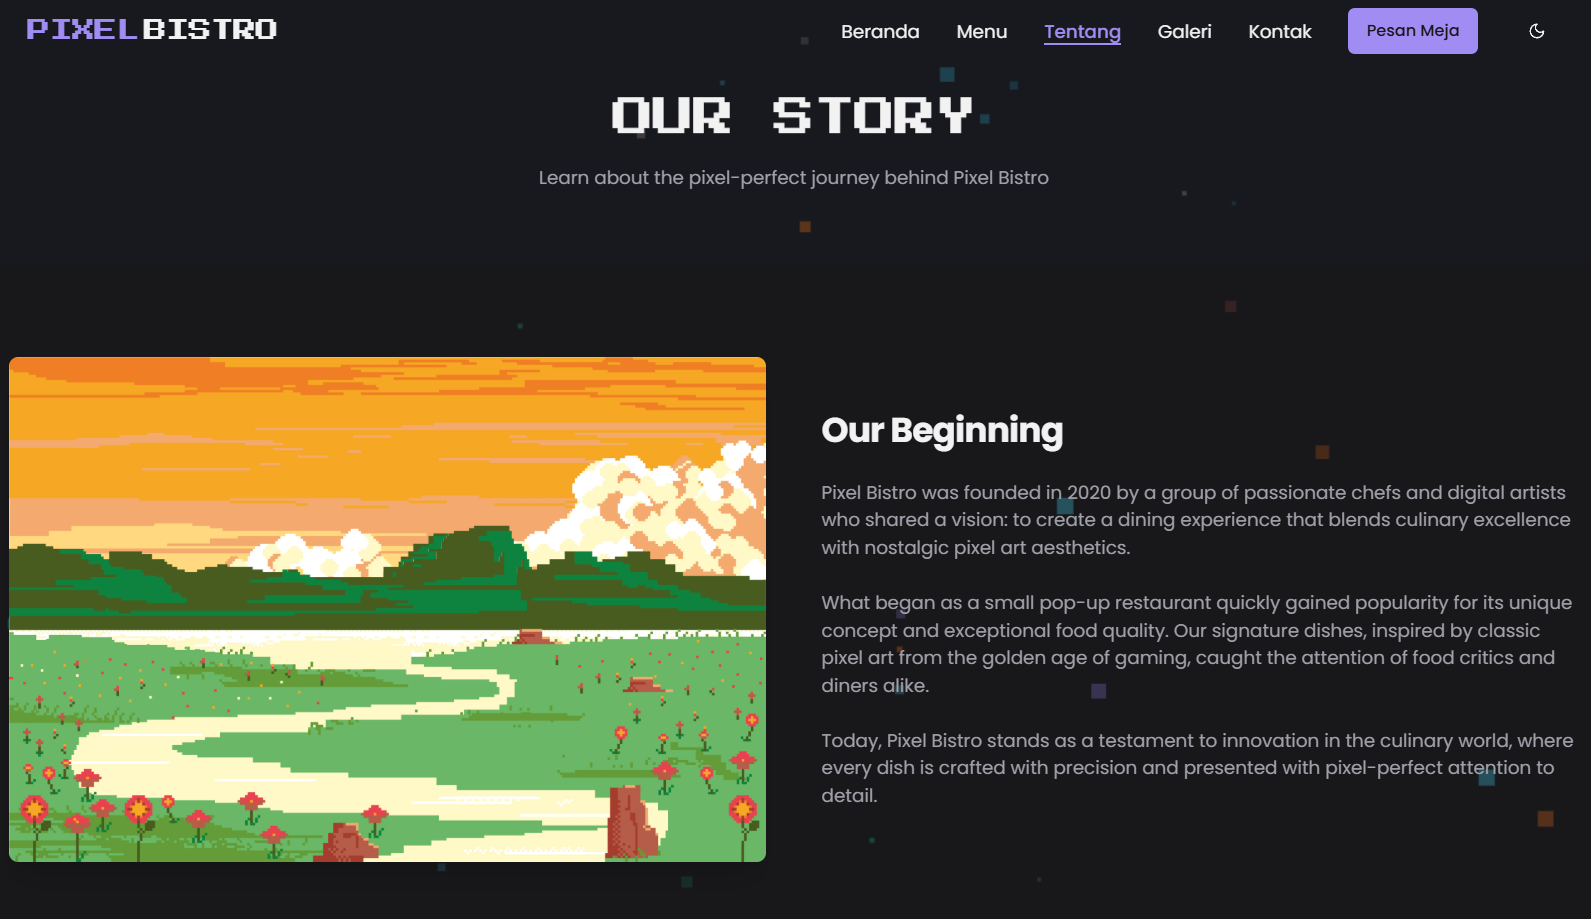 PIXELBISTRO
Beranda Menu Tentang Galeri Kontak Pesan Meja
OUR STORY
Learn about the pixel-perfect journey behind Pixel Bistro
Our Beginning
Pixel Bistro was founded in 2020 by a group of passionate chefs and digital artists
who shared a vision: to create a dining experience that blends culinary excellence
with nostalgic pixel art aesthetics.
What began as a small pop-up restaurant quickly gained popularity for its unique
concept and exceptional food quality. Our signature dishes, inspired by classic
pixel art from the golden age of gaming, caught the attention of food critics and
diners alike.
Today, Pixel Bistro stands as a testament to innovation in the culinary world, where
every dish is crafted with precision and presented with pixel-perfect attention to
detail.